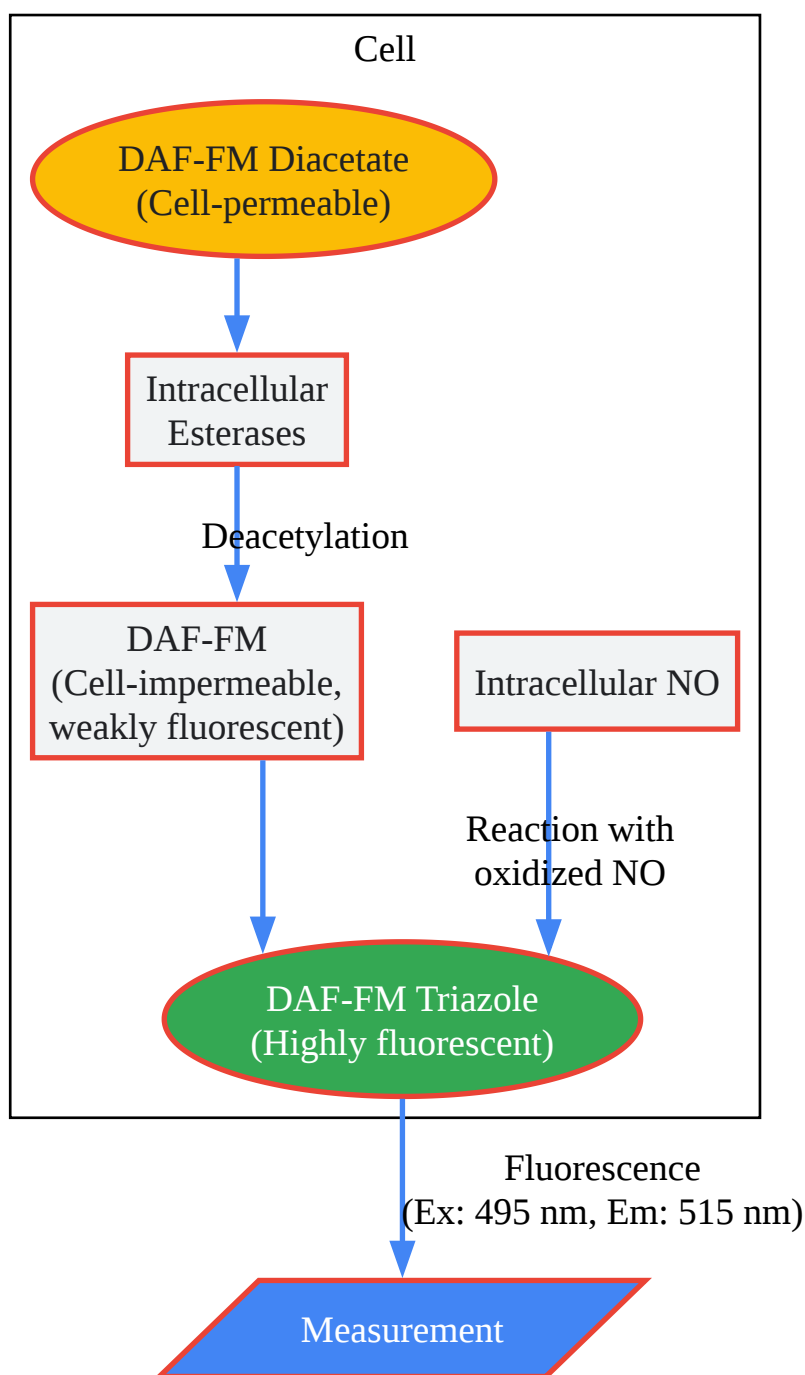 Cell
DAF-FM Diacetate
(Cell-permeable)
Intracellular
Esterases
Deacetylation
DAF-FM
(Cell-impermeable,
weakly fluorescent)
Intracellular NO
Reaction with
oxidized NO
DAF-FM Triazole
(Highly fluorescent)
Fluorescence
(Ex: 495 nm, Em: 515 nm)
Measurement